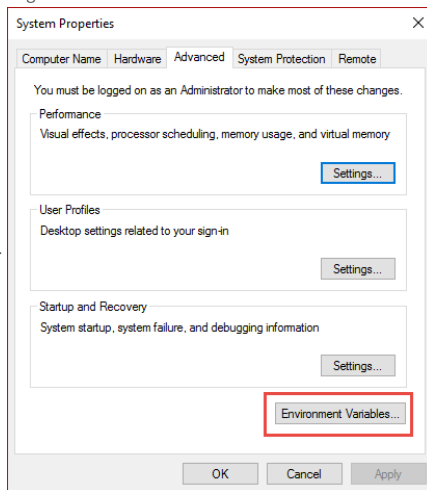 System Properties
Computer Name Hardware Advanced System Protection Remote
You must be logged on as an Administrator to make most of these changes.
Performance
Visual effects, processor scheduling, memory usage, and virtual memory
Settings...
User Profiles
Desktop settings related to your sign-in
Settings...
Startup and Recovery
System startup, system failure, and debugging information
Settings...
Environment Variables...
OK Cancel Apply